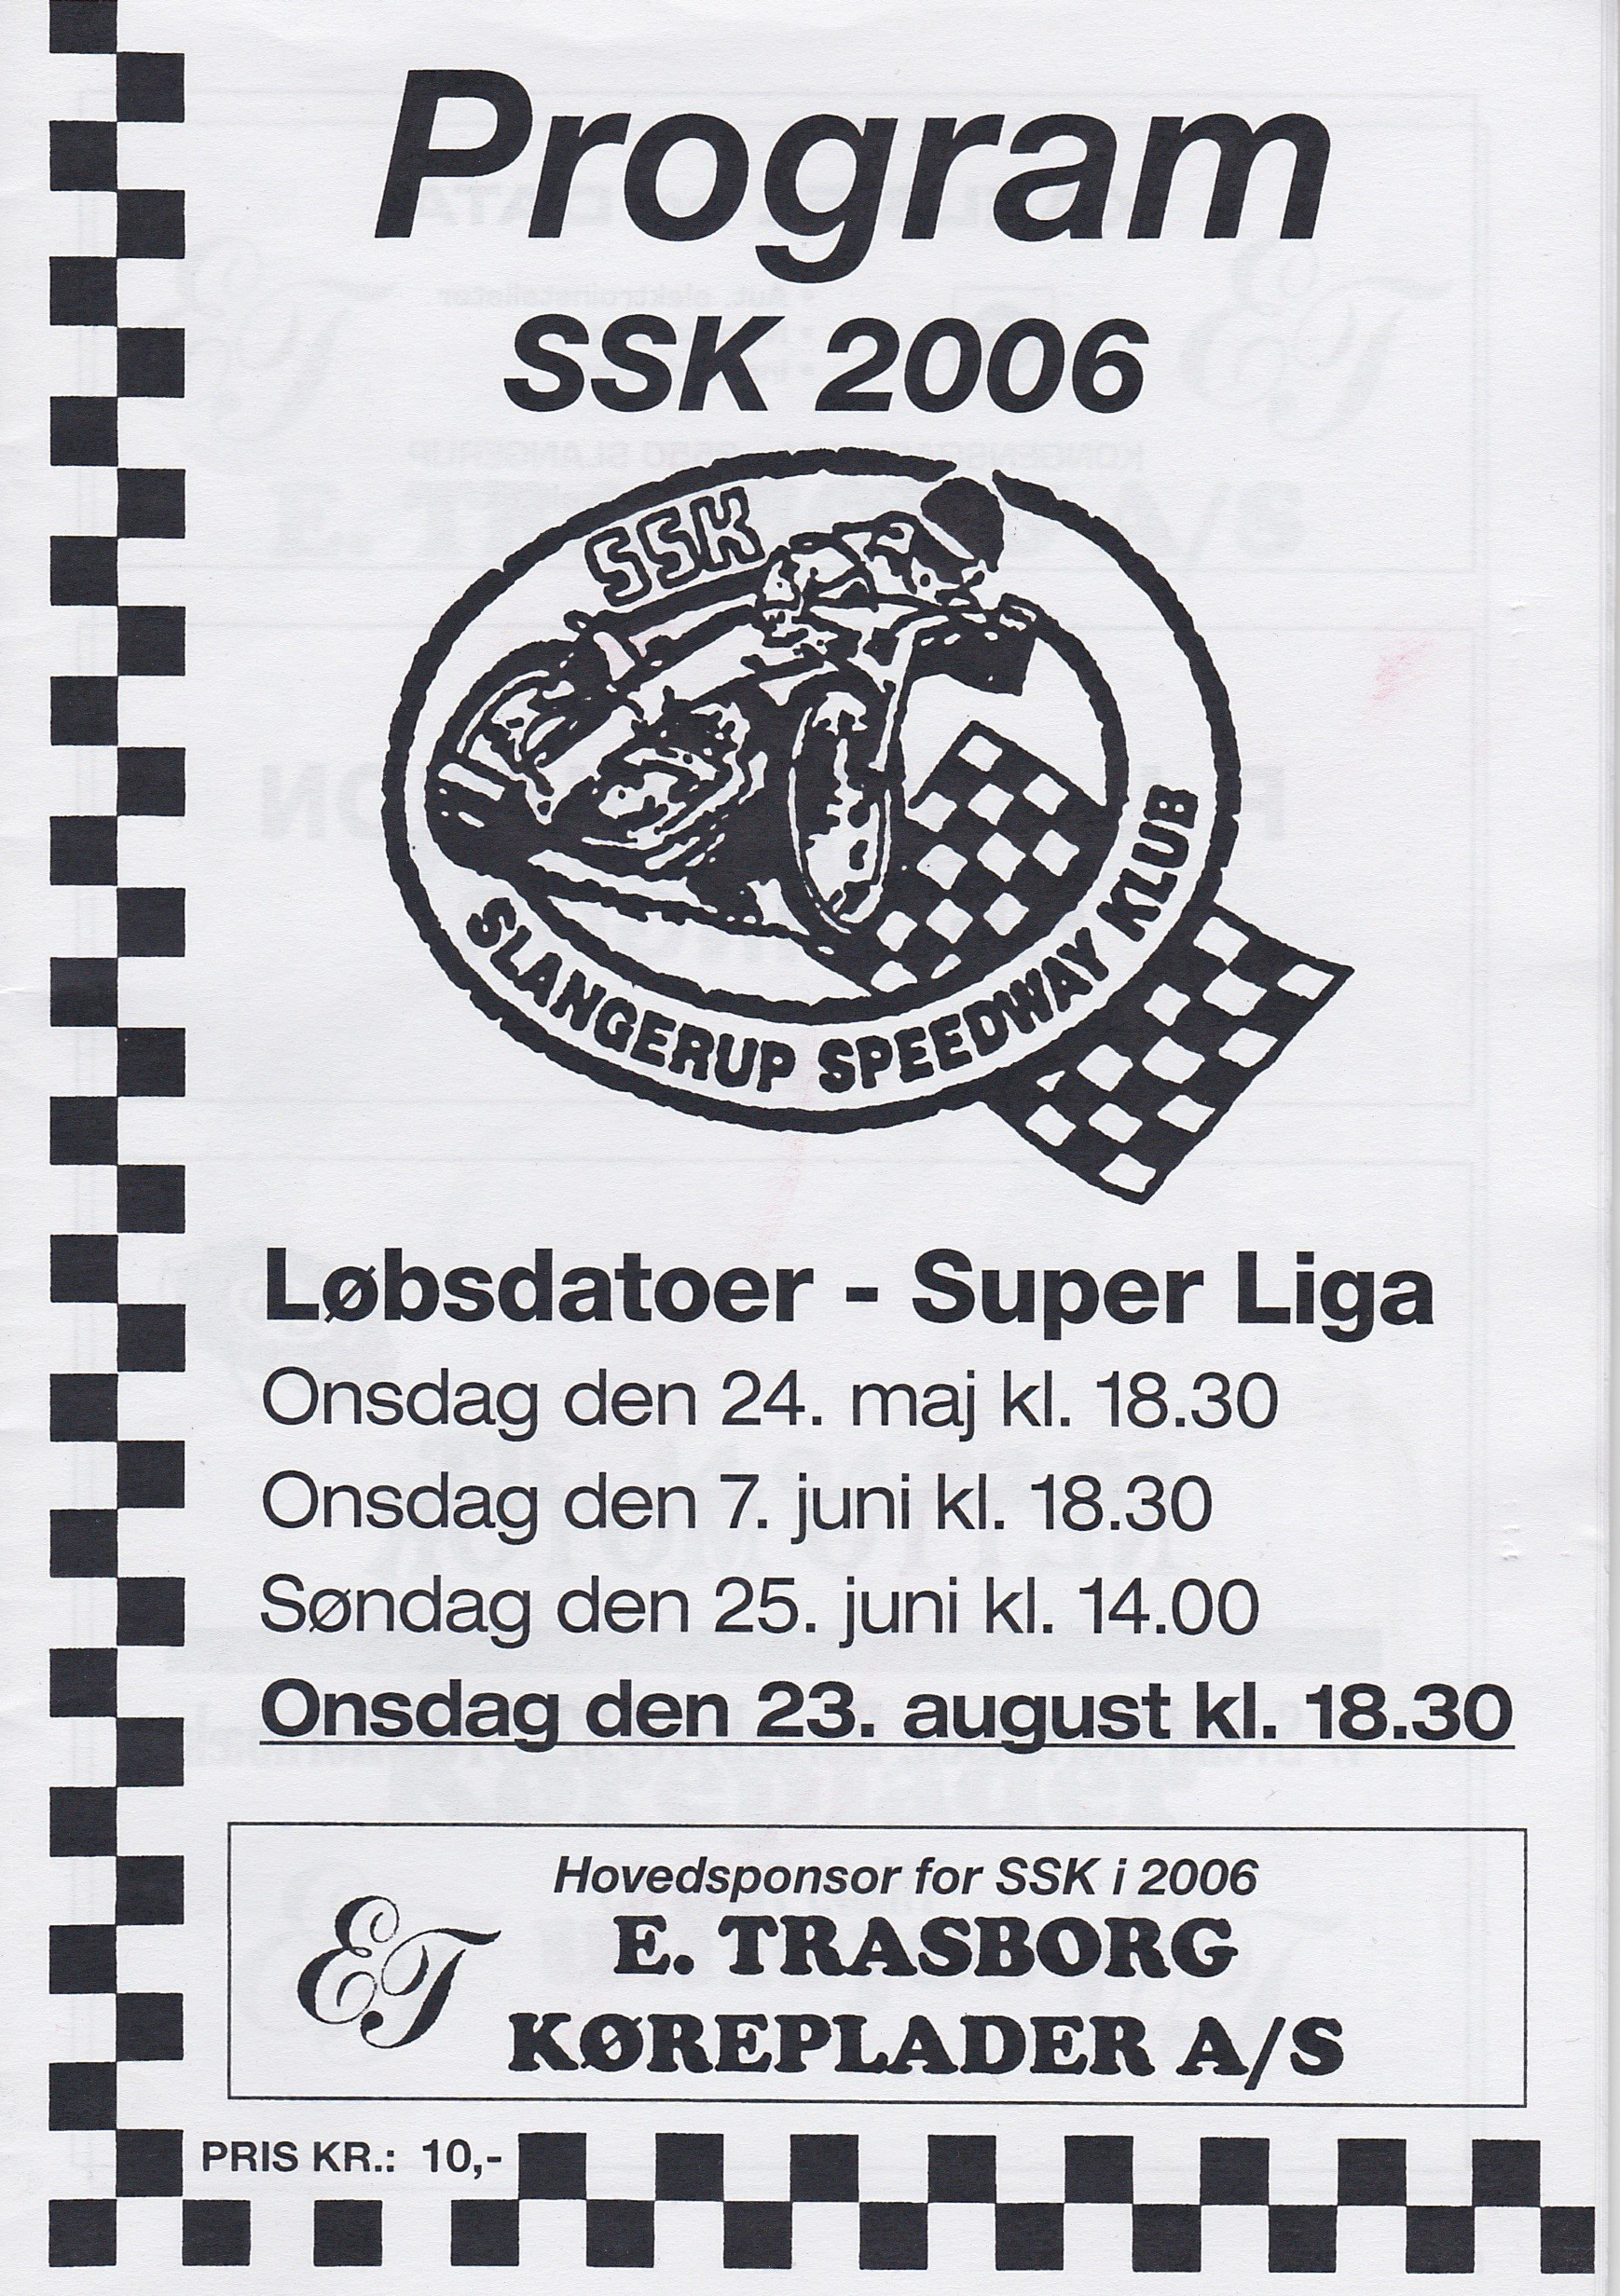 Program
SSK 2006
SSK
SLANGERUP SPEEDWAY KLUB
Løbsdatoer - Super Liga
Onsdag den 24. maj kl. 18.30
Onsdag den 7. juni kl. 18.30
Søndag den 25. juni kl. 14.00
Onsdag den 23. august kl. 18.30
Hovedsponsor for SSK i 2006
ET
E. TRASBORG
KØREPLADER A/S
PRIS KR.: 10,-